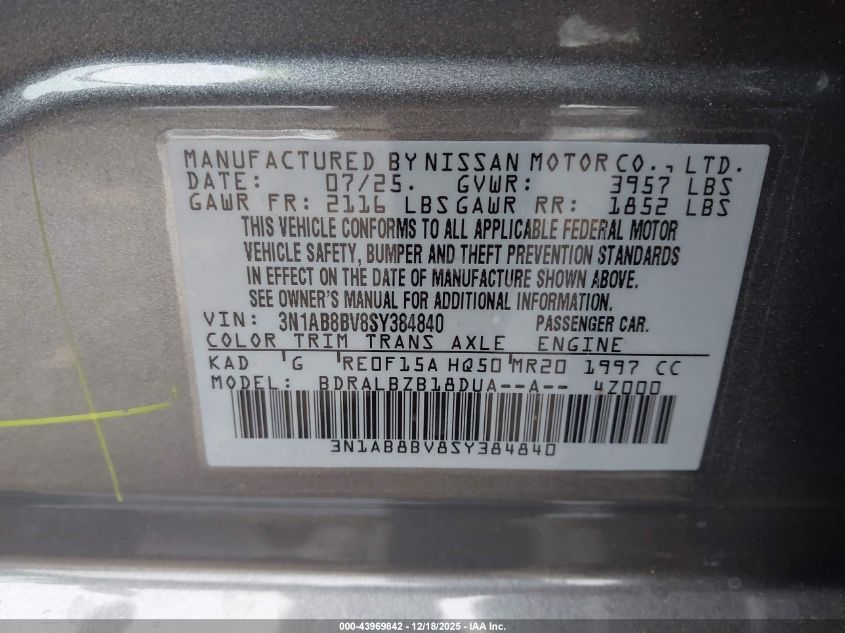 MANUFACTURED BY NISSAN MOTOR CO., LTD.
DATE: 07/25. GVWR: 3957 LBS
GAWR FR: 2116 LBS GAWR RR: 1852 LBS
THIS VEHICLE CONFORMS TO ALL APPLICABLE FEDERAL MOTOR
VEHICLE SAFETY, BUMPER AND THEFT PREVENTION STANDARDS
IN EFFECT ON THE DATE OF MANUFACTURE SHOWN ABOVE.
SEE OWNER'S MANUAL FOR ADDITIONAL INFORMATION.
VIN: 3N1AB8BV8SY384840 PASSENGER CAR.
COLOR TRIM TRANS AXLE ENGINE
KAD G RE0F15A HQ50 MR20 1997 CC
MODEL: BDRALBZB18DUA--A-- 4Z000
3N1AB8BV8SY384840
000-43969842 - 12/18/2025 - IAA, Inc.